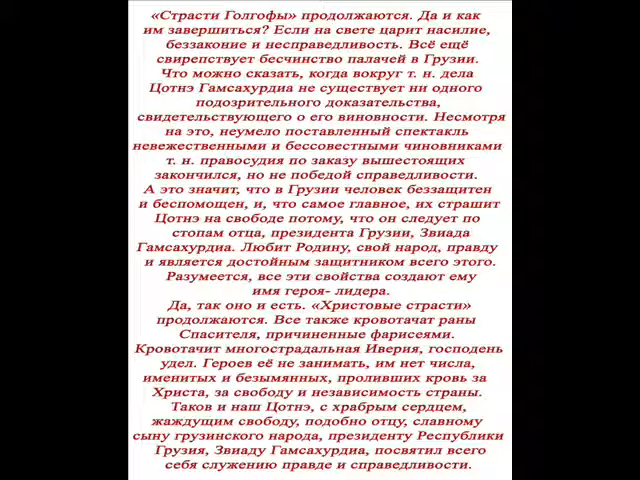 «Страсти Голгофы» продолжаются. Да и как
им завершиться? Если на свете царит насилие,
беззаконие и несправедливость. Всё ещё
свирепствует бесчинство палачей в Грузии.
Что можно сказать, когда вокруг т. н. дела
Цотнэ Гамсахурдиа не существует ни одного
подозрительного доказательства,
свидетельствующего о его виновности. Несмотря
на это, неумело поставленный спектакль
невежественными и бессовестными чиновниками
т. н. правосудия по заказу вышестоящих
закончился, но не победой справедливости.
А это значит, что в Грузии человек беззащитен
и беспомощен, и, что самое главное, их страшит
Цотнэ на свободе потому, что он следует по
стопам отца, президента Грузии, Звиада
Гамсахурдиа. Любит Родину, свой народ, правду
и является достойным защитником всего этого.
Разумеется, все эти свойства создают ему
имя героя- лидера.
Да, так оно и есть. «Христовые страсти»
продолжаются. Все также кровотачат раны
Спасителя, причиненные фарисеями.
Кровоточит многострадальная Иверия, господень
удел. Героев её не занимать, им нет числа,
именитых и безымянных, проливших кровь за
Христа, за свободу и независимость страны.
Таков и наш Цотнэ, с храбрым сердцем,
жаждущим свободу, подобно отцу, славному
сыну грузинского народа, президенту Республики
Грузия, Звиаду Гамсахурдиа, посвятил всего
себя служению правде и справедливости.